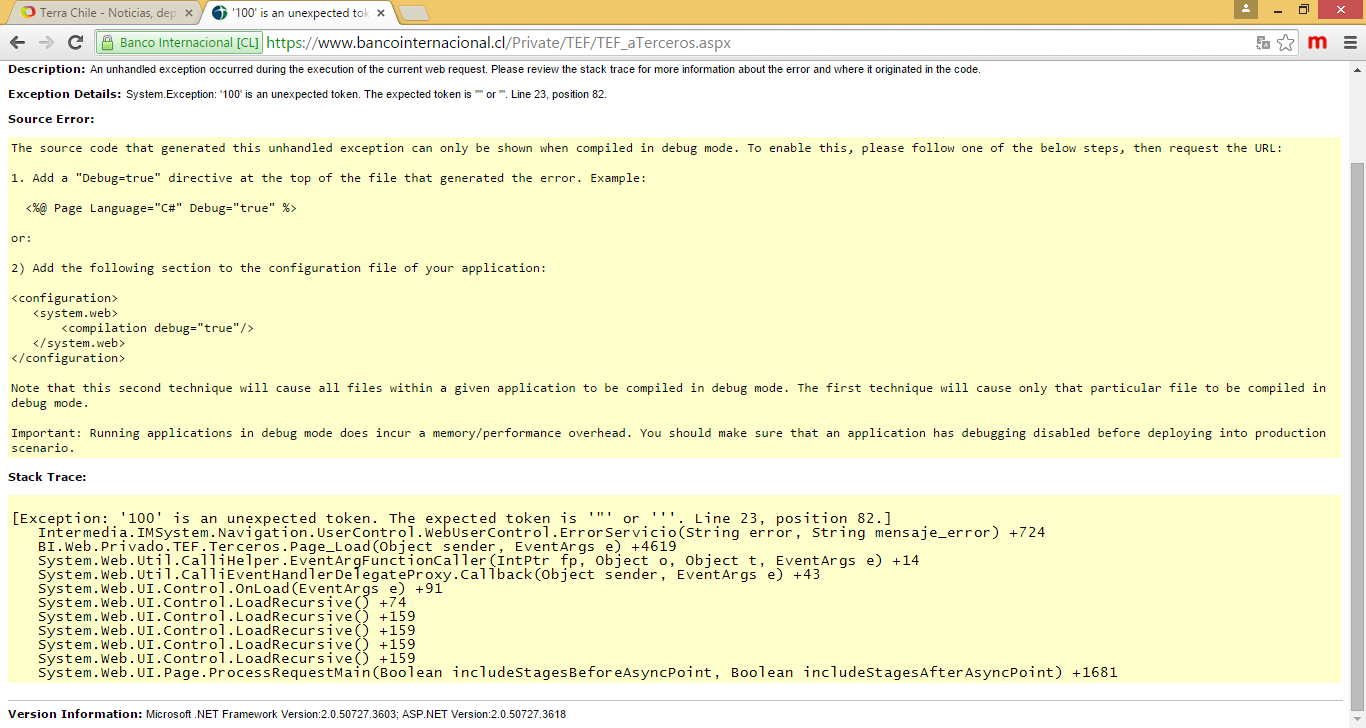 Terra Chile - Noticias, dep
'100' is an unexpected tok
Banco Internacional [CL] https://www.bancointernacional.cl/Private/TEF/TEF_aTerceros.aspx
m
Description: An unhandled exception occurred during the execution of the current web request. Please review the stack trace for more information about the error and where it originated in the code.
Exception Details: System.Exception: '100' is an unexpected token. The expected token is '"' or '''. Line 23, position 82.
Source Error:
The source code that generated this unhandled exception can only be shown when compiled in debug mode. To enable this, please follow one of the below steps, then request the URL:
1. Add a "Debug=true" directive at the top of the file that generated the error. Example:
<%@ Page Language="C#" Debug="true" %>
or:
2) Add the following section to the configuration file of your application:
<configuration>
<system.web>
<compilation debug="true"/>
</system.web>
</configuration>
Note that this second technique will cause all files within a given application to be compiled in debug mode. The first technique will cause only that particular file to be compiled in
debug mode.
Important: Running applications in debug mode does incur a memory/performance overhead. You should make sure that an application has debugging disabled before deploying into production
scenario.
Stack Trace:
[Exception: '100' is an unexpected token. The expected token is '"' or '''. Line 23, position 82.]
Intermedia.IMSystem.Navigation.UserControl.WebUserControl.ErrorServicio(String error, String mensaje_error) +724
BI.Web.Privado.TEF.Terceros.Page_Load(Object sender, EventArgs e) +4619
System.Web.Util.CalliHelper.EventArgFunctionCaller(IntPtr fp, Object o, Object t, EventArgs e) +14
System.Web.Util.CalliEventHandlerDelegateProxy.Callback(Object sender, EventArgs e) +43
System.Web.UI.Control.OnLoad(EventArgs e) +91
System.Web.UI.Control.LoadRecursive() +74
System.Web.UI.Control.LoadRecursive() +159
System.Web.UI.Control.LoadRecursive() +159
System.Web.UI.Control.LoadRecursive() +159
System.Web.UI.Control.LoadRecursive() +159
System.Web.UI.Page.ProcessRequestMain(Boolean includeStagesBeforeAsyncPoint, Boolean includeStagesAfterAsyncPoint) +1681
Version Information: Microsoft .NET Framework Version:2.0.50727.3603; ASP.NET Version:2.0.50727.3618